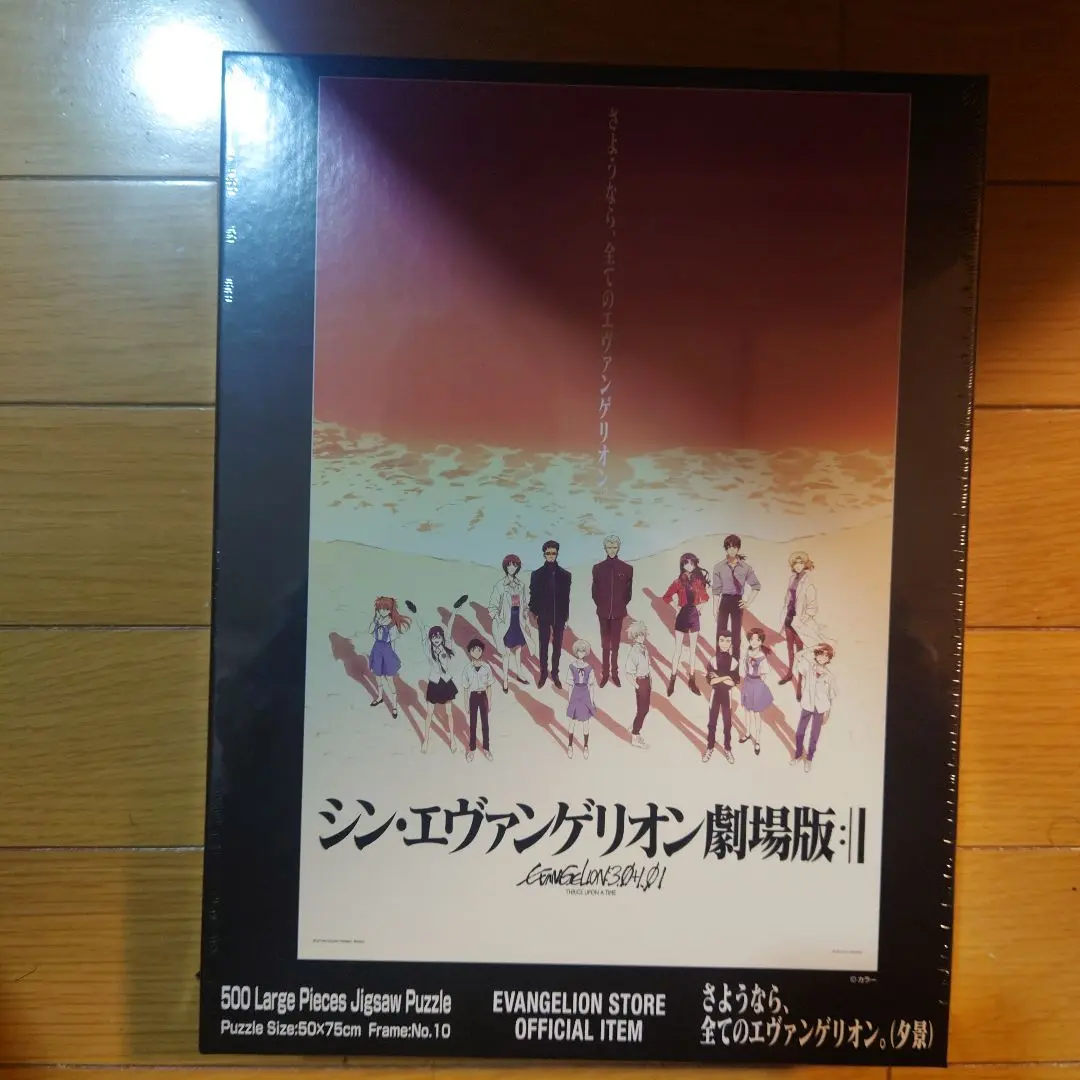 さようなら、全てのエヴァンゲリオン。
シン・エヴァンゲリオン劇場版:||
EVANGELION:3.0+1.01
THRICE UPON A TIME
©カラー
500 Large Pieces Jigsaw Puzzle
Puzzle Size:50×75cm Frame:No.10
EVANGELION STORE
OFFICIAL ITEM
さようなら、
全てのエヴァンゲリオン。(夕景)